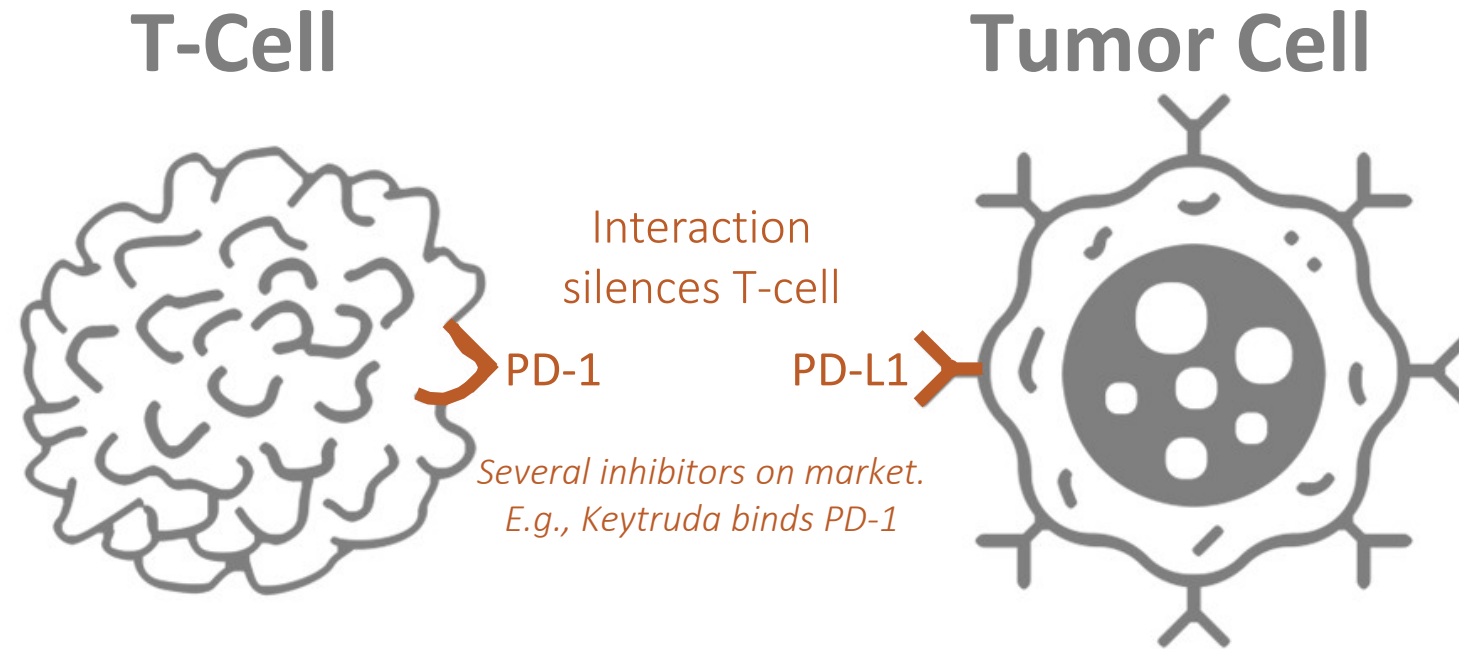 T-Cell
Tumor Cell
Interaction
silences T-cell
PD-1
PD-L1
Several inhibitors on market.
E.g., Keytruda binds PD-1